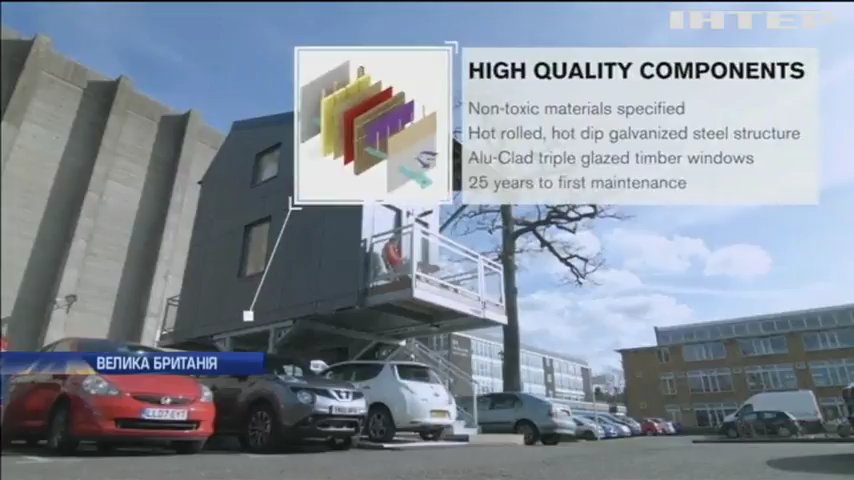 ІНТЕР
HIGH QUALITY COMPONENTS
Non-toxic materials specified
Hot rolled, hot dip galvanized steel structure
Alu-Clad triple glazed timber windows
25 years to first maintenance
ВЕЛИКА БРИТАНІЯ
LL07EYT